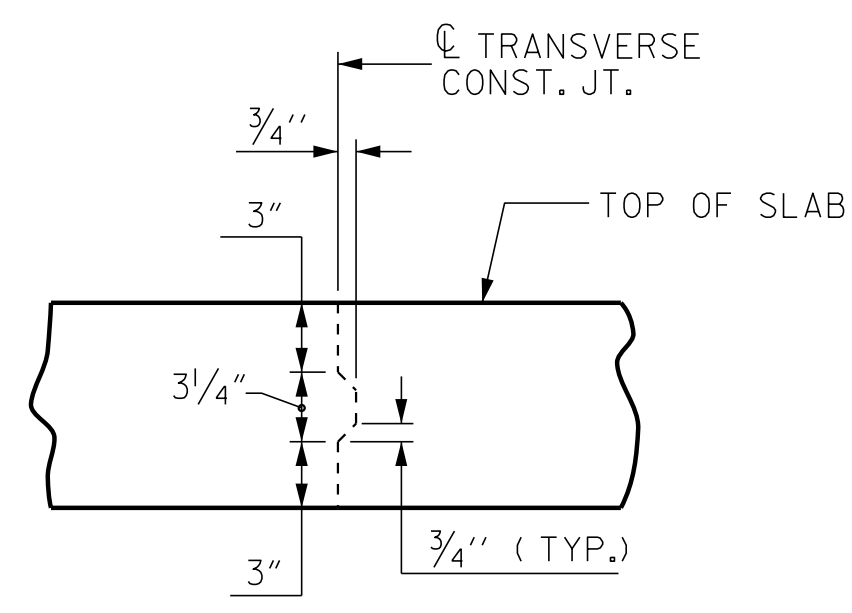 ℄ TRANSVERSE
CONST. JT.
3/4''
TOP OF SLAB
3"
3 1/4"
3/4'' ( TYP.)
3"